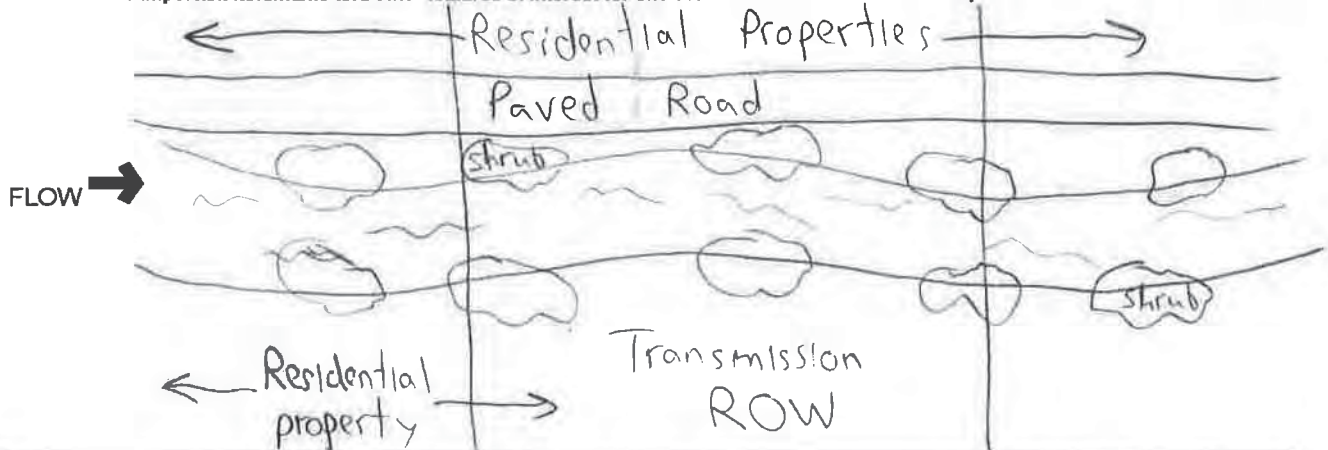 Residential Properties
Paved Road
shrub
FLOW
shrub
Transmission
ROW
Residential
property